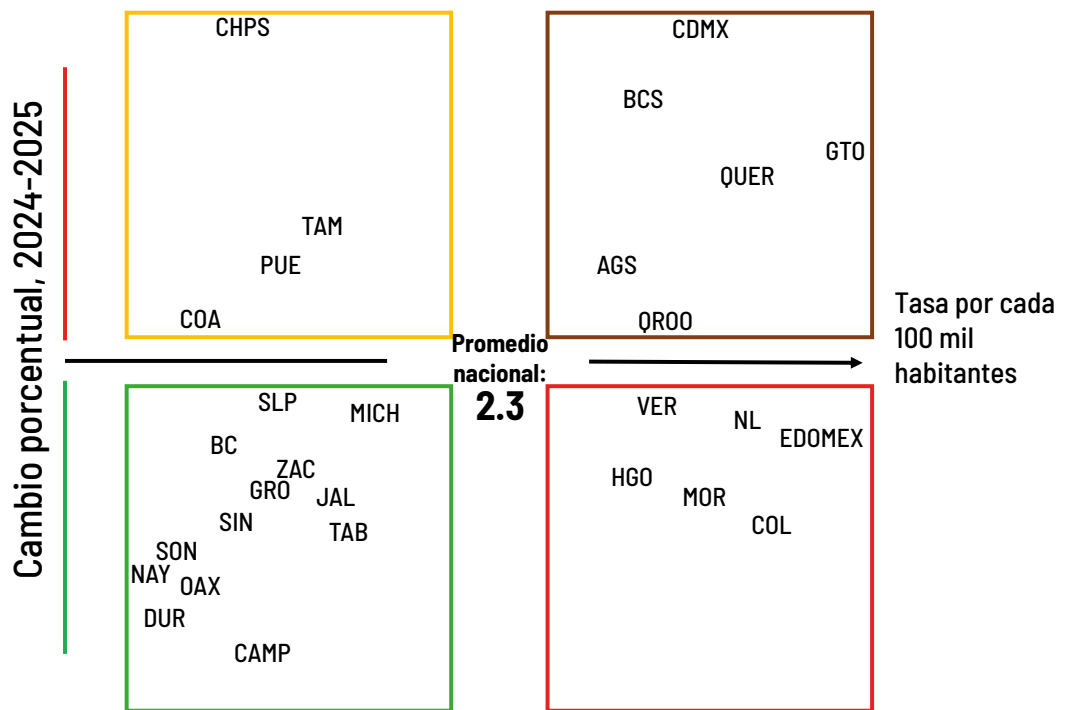 Cambio porcentual, 2024-2025
CHPS
TAM
PUE
COA
CDMX
BCS
GTO
QUER
AGS
QROO
Promedio
nacional:
2.3
Tasa por cada
100 mil
habitantes
SLP
MICH
BC
ZAC
GRO
JAL
SIN
TAB
SON
NAY
OAX
DUR
CAMP
VER
NL
EDOMEX
HGO
MOR
COL